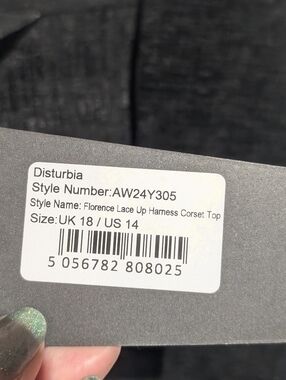 Disturbia
Style Number:AW24Y305
Style Name: Florence Lace Up Harness Corset Top
Size:UK 18 / US 14
5 056782 808025